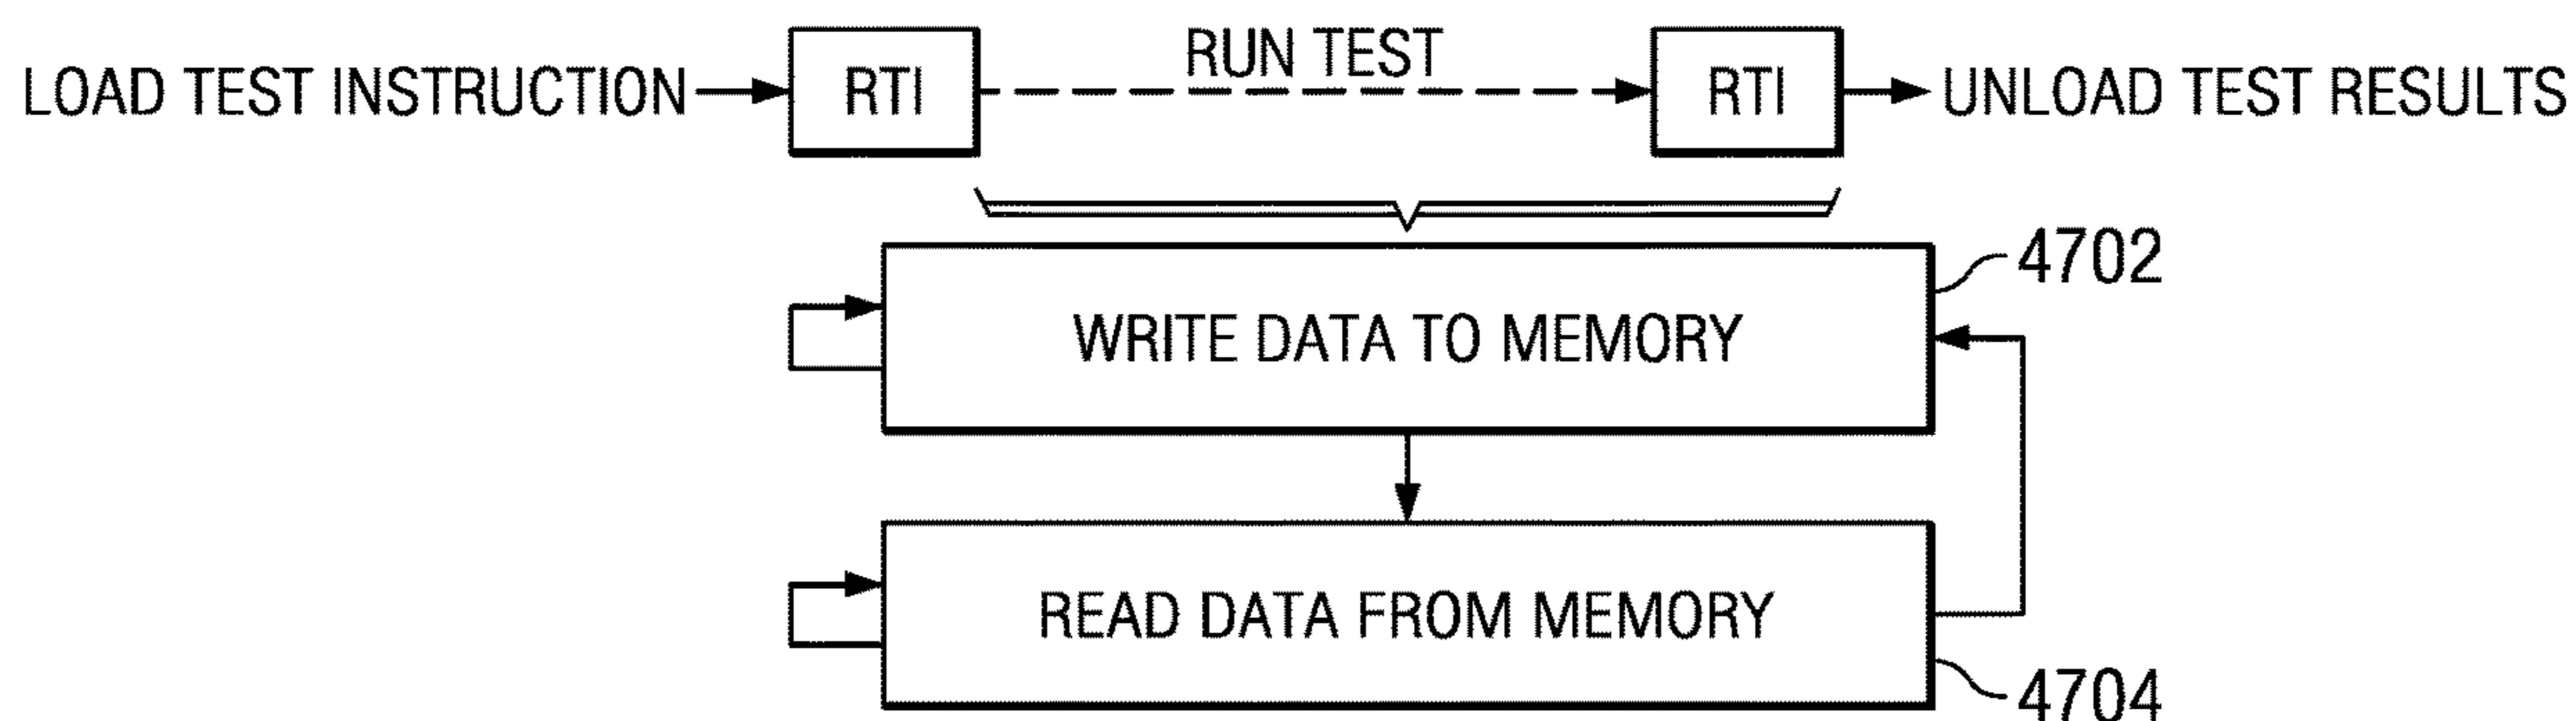 RUN TEST
LOAD TEST INSTRUCTION RTI RTI UNLOAD TEST RESULTS
4702
WRITE DATA TO MEMORY
READ DATA FROM MEMORY
4704